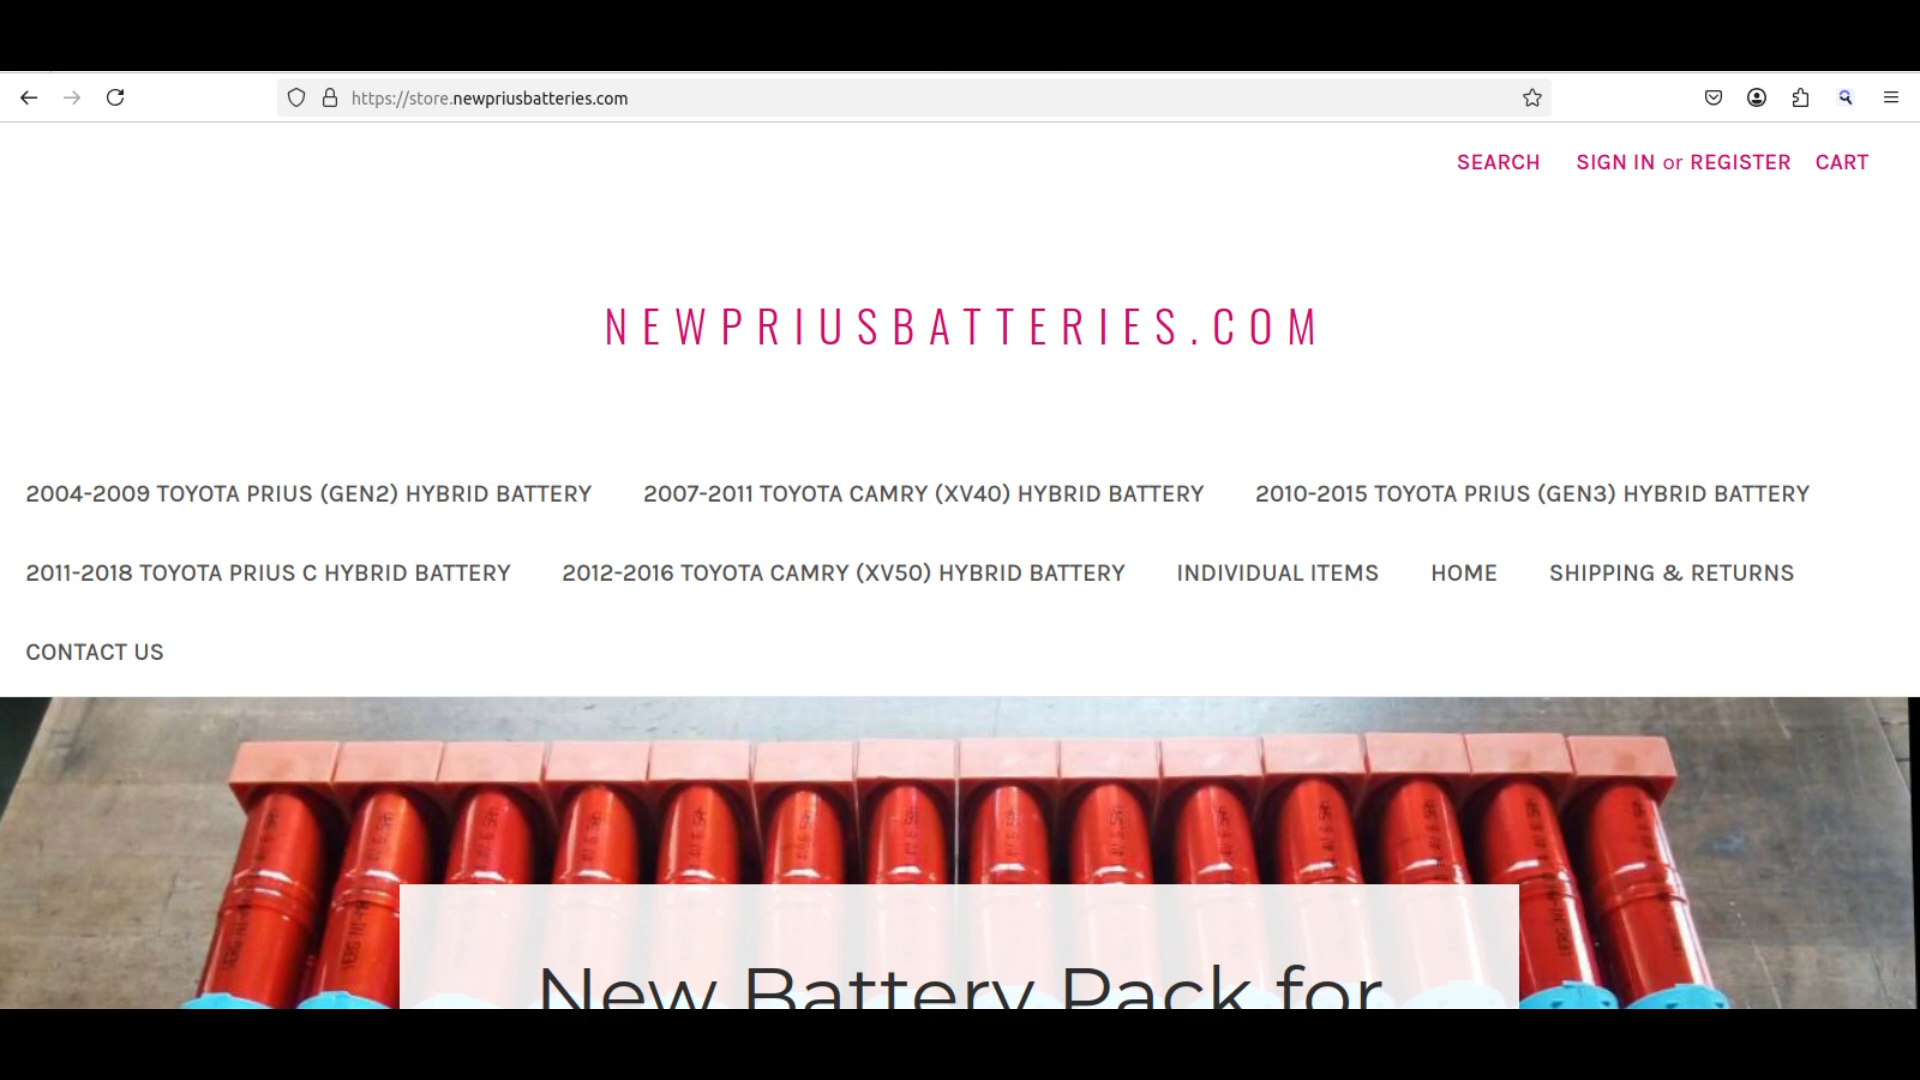 https://store.newpriusbatteries.com
SEARCH SIGN IN or REGISTER CART
NEWPRIUSBATTERIES.COM
2004-2009 TOYOTA PRIUS (GEN2) HYBRID BATTERY 2007-2011 TOYOTA CAMRY (XV40) HYBRID BATTERY 2010-2015 TOYOTA PRIUS (GEN3) HYBRID BATTERY
2011-2018 TOYOTA PRIUS C HYBRID BATTERY 2012-2016 TOYOTA CAMRY (XV50) HYBRID BATTERY INDIVIDUAL ITEMS HOME SHIPPING & RETURNS
CONTACT US
New Battery Pack for